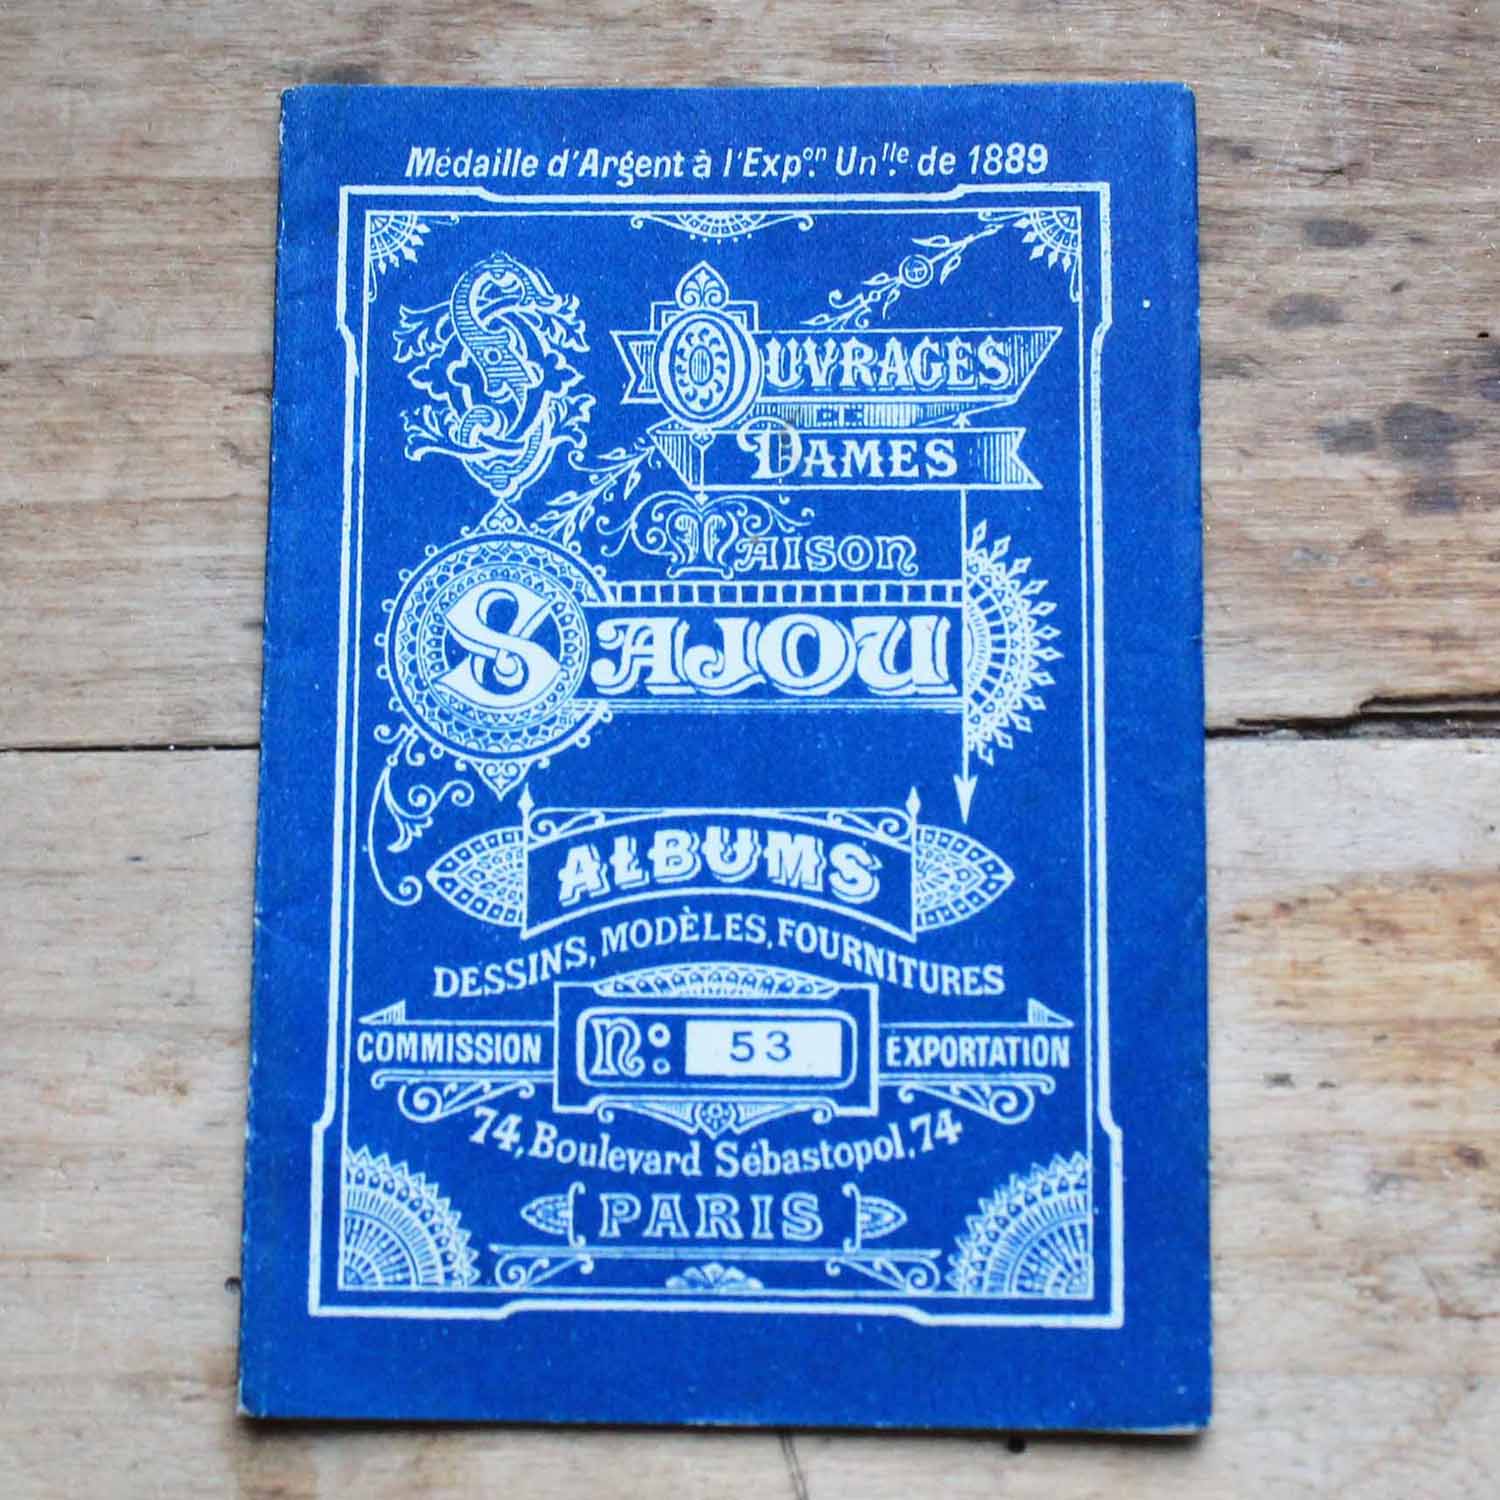 Médaille d'Argent à l'Expon. Unlle. de 1889
OUVRAGES
DE
DAMES
MAISON
SAJOU
ALBUMS
DESSINS, MODÈLES, FOURNITURES
COMMISSION No: 53 EXPORTATION
74, Boulevard Sébastopol, 74
PARIS